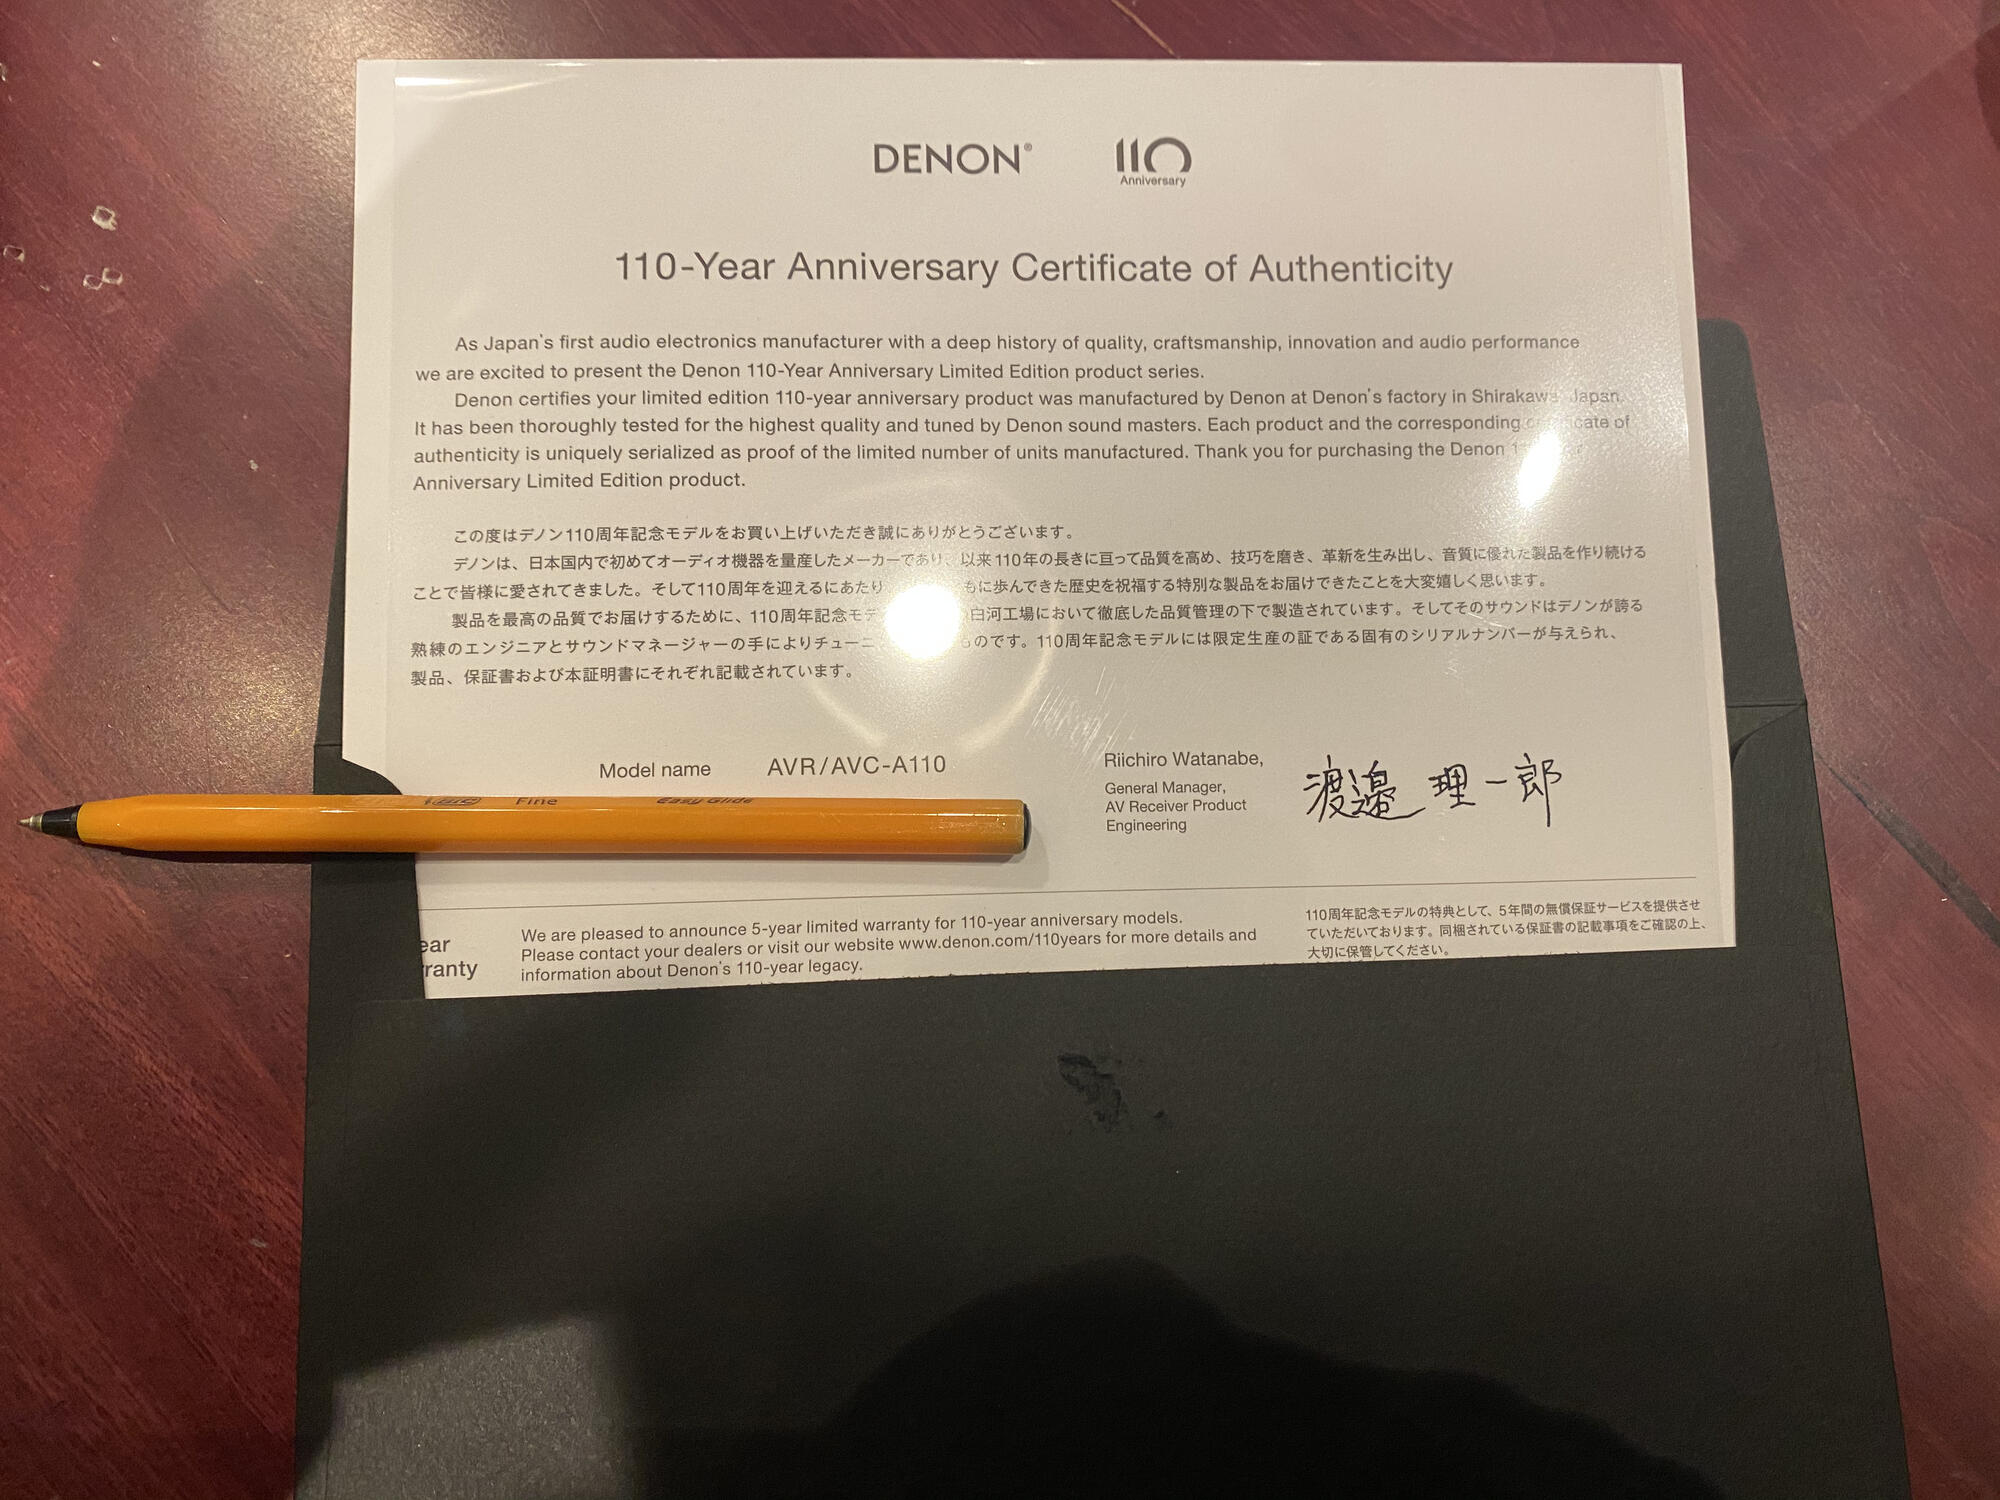 DENON®
110
Anniversary
110-Year Anniversary Certificate of Authenticity
As Japan's first audio electronics manufacturer with a deep history of quality, craftsmanship, innovation and audio performance
we are excited to present the Denon 110-Year Anniversary Limited Edition product series.
Denon certifies your limited edition 110-year anniversary product was manufactured by Denon at Denon's factory in Shirakawa Japan.
It has been thoroughly tested for the highest quality and tuned by Denon sound masters. Each product and the corresponding of
authenticity is uniquely serialized as proof of the limited number of units manufactured. Thank you for purchasing the Denon
Anniversary Limited Edition product.
この度はデノン110周年記念モデルをお買い上げいただき誠にありがとうございます。
デノンは、日本国内で初めてオーディオ機器を量産したメーカーであり、以来110年の長きに亘って品質を高め、技巧を磨き、革新を生み出し、音質に優れた製品を作り続ける
ことで皆様に愛されてきました。そして110周年を迎えるにあたり もに歩んできた歴史を祝福する特別な製品をお届けできたことを大変嬉しく思います。
製品を最高の品質でお届けするために、110周年記念モデ 白河工場において徹底した品質管理の下で製造されています。そしてそのサウンドはデノンが誇る
熟練のエンジニアとサウンドマネージャーの手によりチューニ ものです。110周年記念モデルには限定生産の証である固有のシリアルナンバーが与えられ、
製品、保証書および本証明書にそれぞれ記載されています。
Model name AVR/AVC-A110
Riichiro Watanabe,
General Manager,
AV Receiver Product
Engineering
渡邉 理一郎
BIC Fine Easy Glide
ear
ranty
We are pleased to announce 5-year limited warranty for 110-year anniversary models.
Please contact your dealers or visit our website www.denon.com/110years for more details and
information about Denon's 110-year legacy.
110周年記念モデルの特典として、5年間の無償保証サービスを提供させ
ていただいております。同梱されている保証書の記載事項をご確認の上、
大切に保管してください。